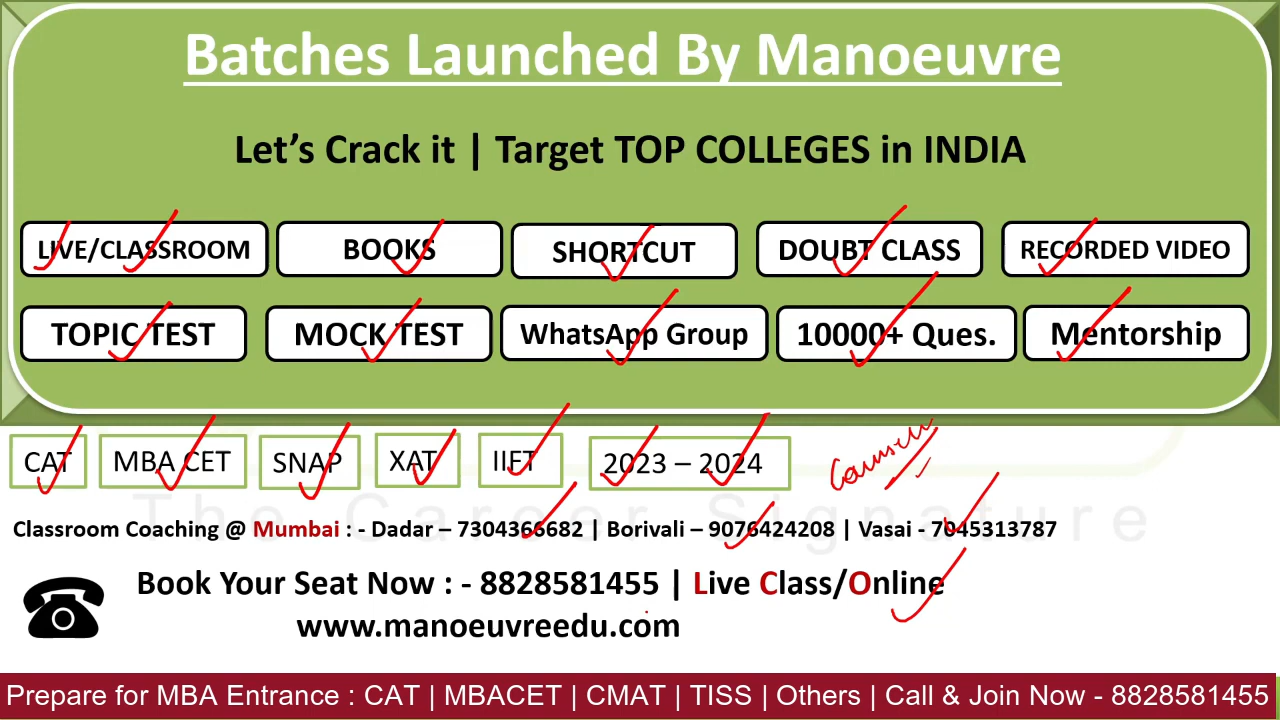 Batches Launched By Manoeuvre
Let's Crack it | Target TOP COLLEGES in INDIA
LIVE/CLASSROOM BOOKS SHORTCUT DOUBT CLASS RECORDED VIDEO
TOPIC TEST MOCK TEST WhatsApp Group 10000+ Ques. Mentorship
CAT MBA CET SNAP XAT IIFT 2023 – 2024
The Career Signature
Classroom Coaching @ Mumbai : - Dadar – 7304366682 | Borivali – 9076424208 | Vasai - 7045313787
Book Your Seat Now : - 8828581455 | Live Class/Online
www.manoeuvreedu.com
Prepare for MBA Entrance : CAT | MBACET | CMAT | TISS | Others | Call & Join Now - 8828581455